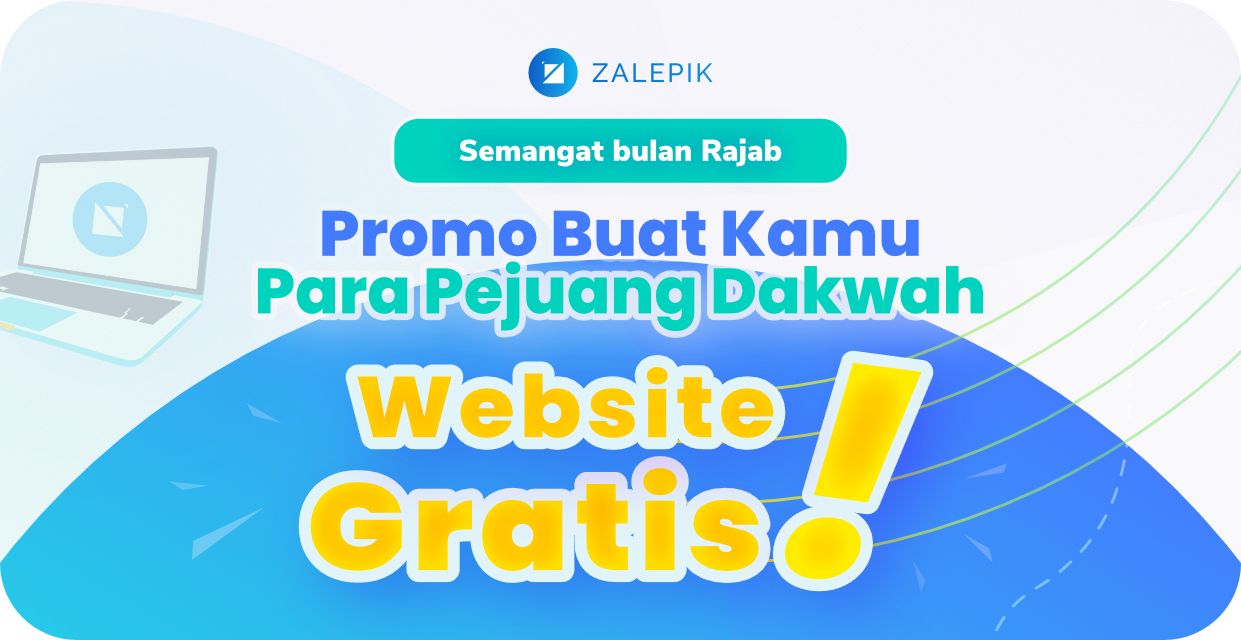 ZALEPIK
Semangat bulan Rajab
Promo Buat Kamu
Para Pejuang Dakwah
Website
Gratis!